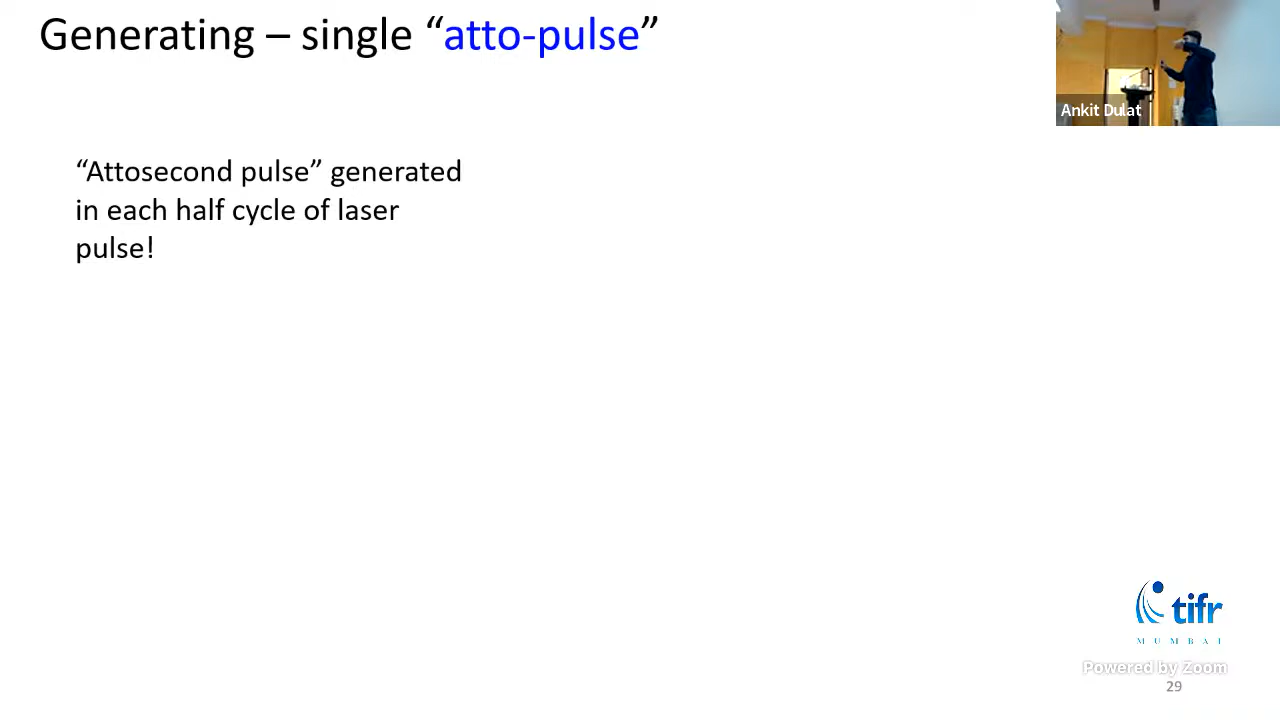 Generating – single “atto-pulse”
Ankit Dulat
“Attosecond pulse” generated
in each half cycle of laser
pulse!
tifr
MUMBAI
Powered by Zoom
29